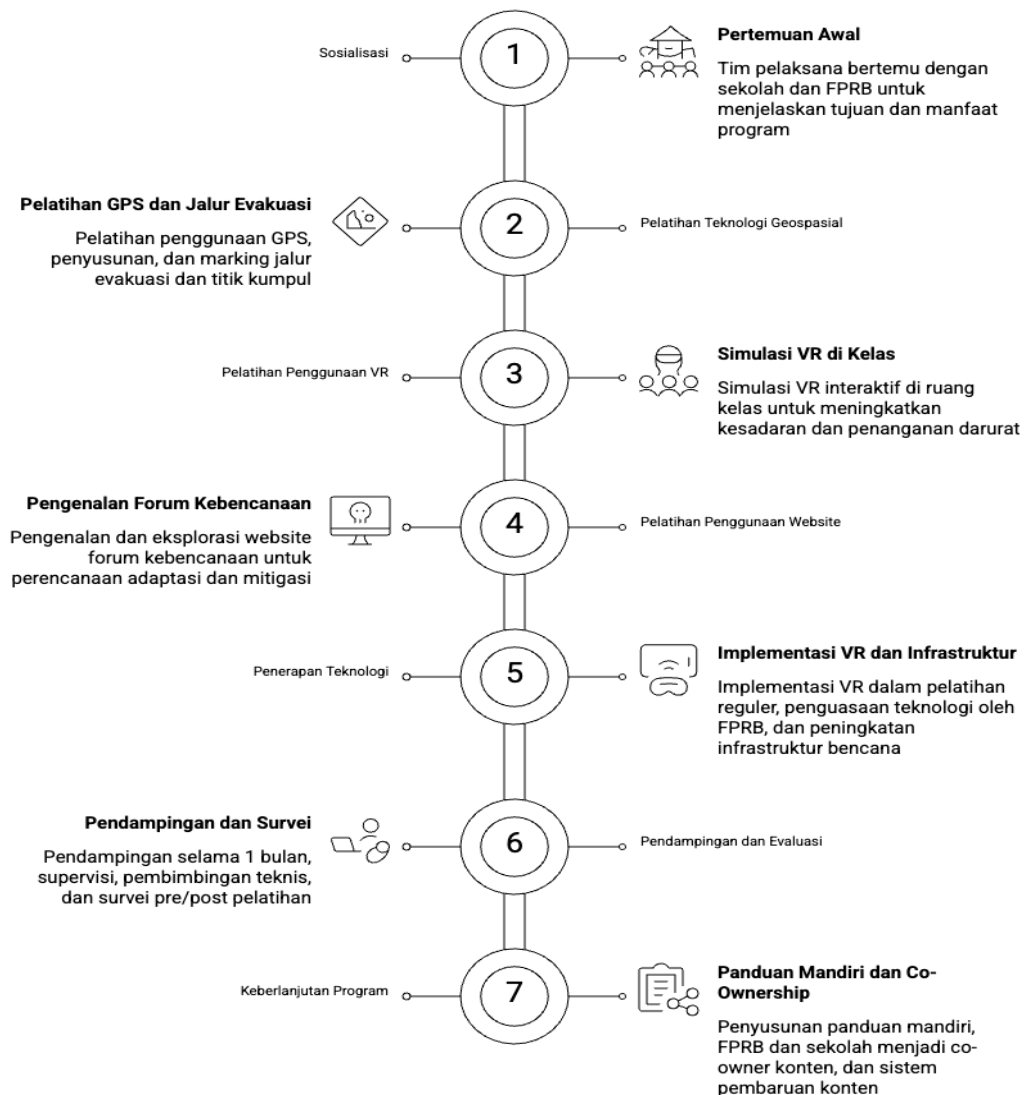 Sosialisasi
1
Pertemuan Awal
Tim pelaksana bertemu dengan
sekolah dan FPRB untuk
menjelaskan tujuan dan manfaat
program
Pelatihan GPS dan Jalur Evakuasi
Pelatihan penggunaan GPS,
penyusunan, dan marking jalur
evakuasi dan titik kumpul
2
Pelatihan Teknologi Geospasial
Pelatihan Penggunaan VR
3
Simulasi VR di Kelas
Simulasi VR interaktif di ruang
kelas untuk meningkatkan
kesadaran dan penanganan darurat
Pengenalan Forum Kebencanaan
Pengenalan dan eksplorasi website
forum kebencanaan untuk
perencanaan adaptasi dan mitigasi
4
Pelatihan Penggunaan Website
Penerapan Teknologi
5
Implementasi VR dan Infrastruktur
Implementasi VR dalam pelatihan
reguler, penguasaan teknologi oleh
FPRB, dan peningkatan
infrastruktur bencana
Pendampingan dan Survei
Pendampingan selama 1 bulan,
supervisi, pembimbingan teknis,
dan survei pre/post pelatihan
6
Pendampingan dan Evaluasi
Keberlanjutan Program
7
Panduan Mandiri dan Co-
Ownership
Penyusunan panduan mandiri,
FPRB dan sekolah menjadi co-
owner konten, dan sistem
pembaruan konten